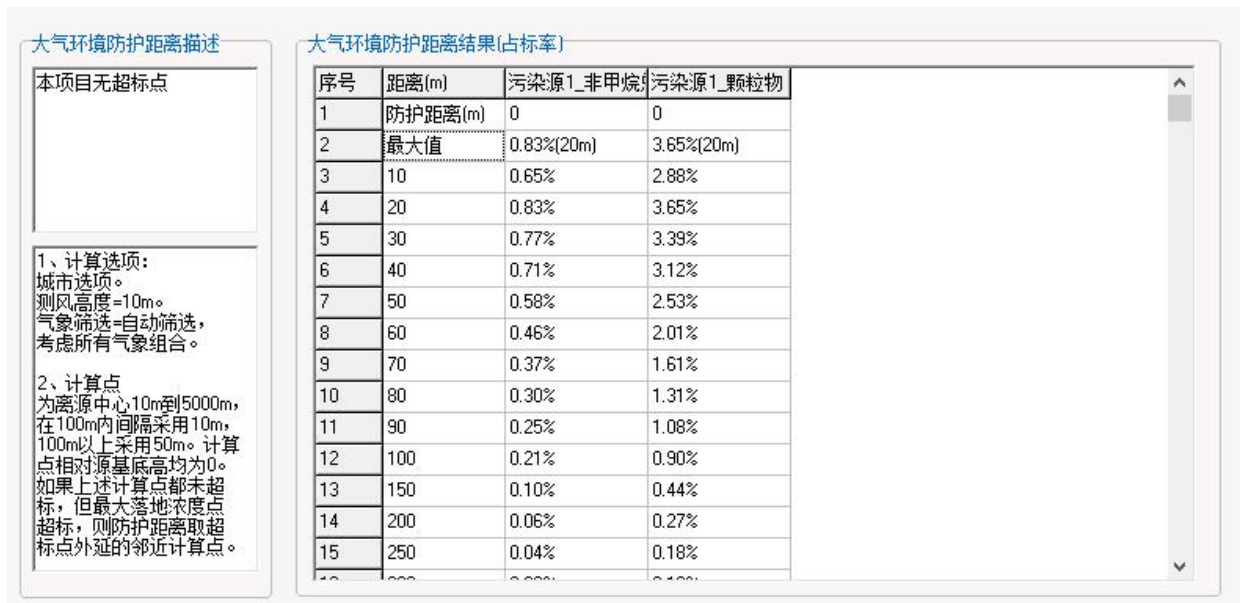 大气环境防护距离描述
本项目无超标点
1、计算选项:
城市选项。
测风高度=10m。
气象筛选=自动筛选,
考虑所有气象组合。
2、计算点
为离源中心10m到5000m,
在100m内间隔采用10m,
100m以上采用50m。计算
点相对源基底高均为0。
如果上述计算点都未超
标,但最大落地浓度点
超标,则防护距离取超
标点外延的邻近计算点。
大气环境防护距离结果(占标率)
序号 距离(m) 污染源1_非甲烷 污染源1_颗粒物
1 防护距离(m) 0 0
2 最大值 0.83%(20m) 3.65%(20m)
3 10 0.65% 2.88%
4 20 0.83% 3.65%
5 30 0.77% 3.39%
6 40 0.71% 3.12%
7 50 0.58% 2.53%
8 60 0.46% 2.01%
9 70 0.37% 1.61%
10 80 0.30% 1.31%
11 90 0.25% 1.08%
12 100 0.21% 0.90%
13 150 0.10% 0.44%
14 200 0.06% 0.27%
15 250 0.04% 0.18%